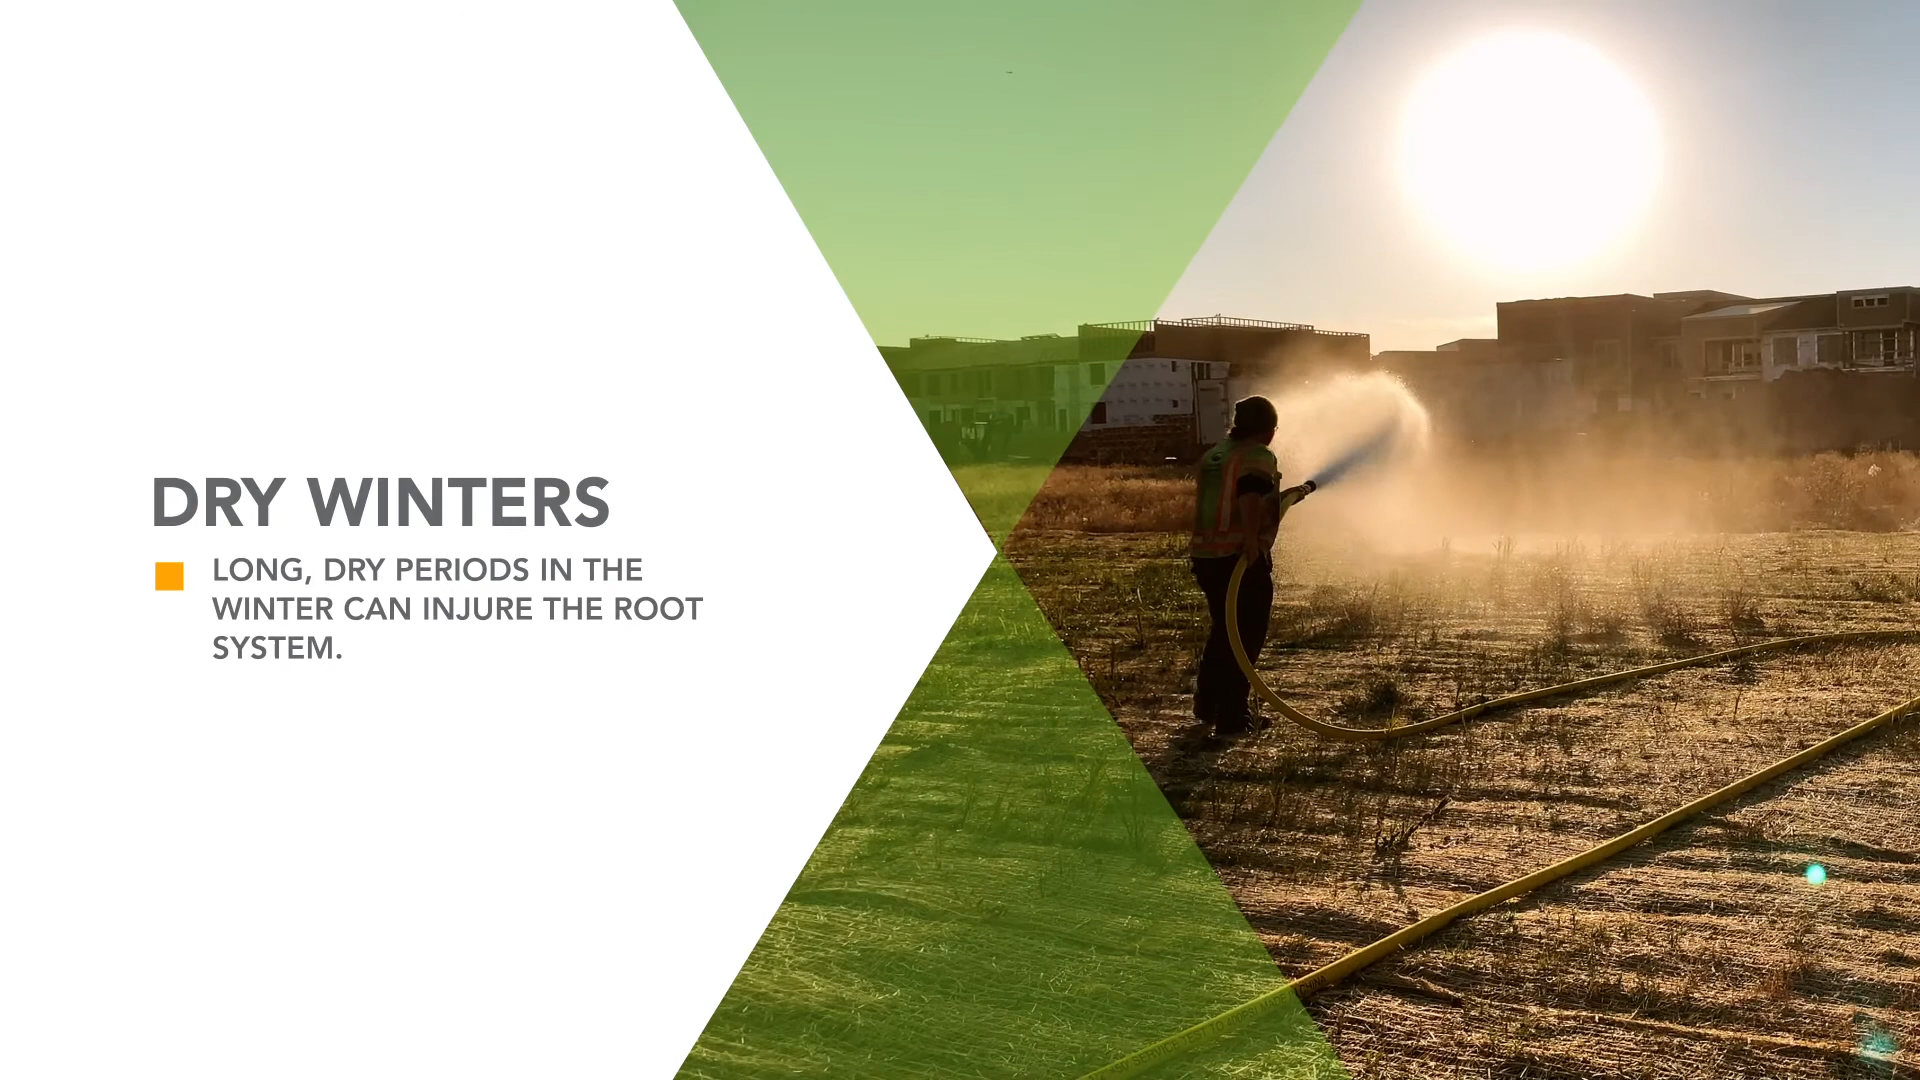 DRY WINTERS
LONG, DRY PERIODS IN THE
WINTER CAN INJURE THE ROOT
SYSTEM.